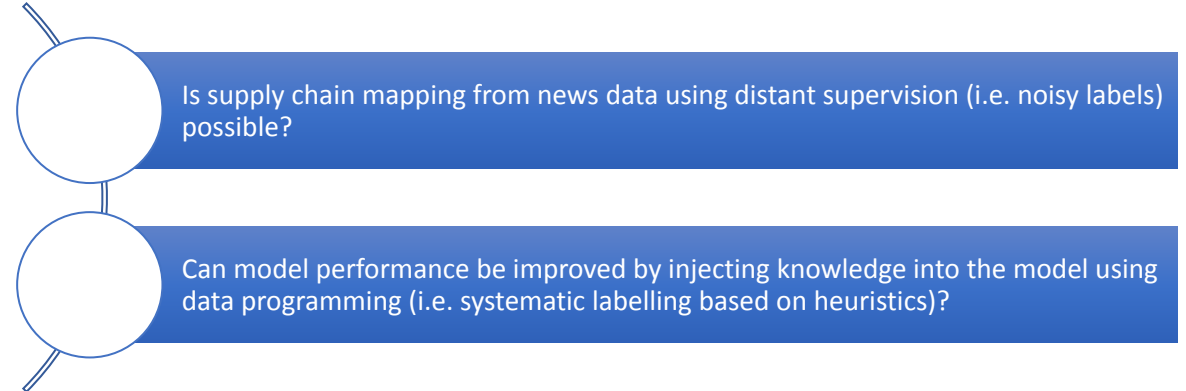 Is supply chain mapping from news data using distant supervision (i.e. noisy labels)
possible?
Can model performance be improved by injecting knowledge into the model using
data programming (i.e. systematic labelling based on heuristics)?